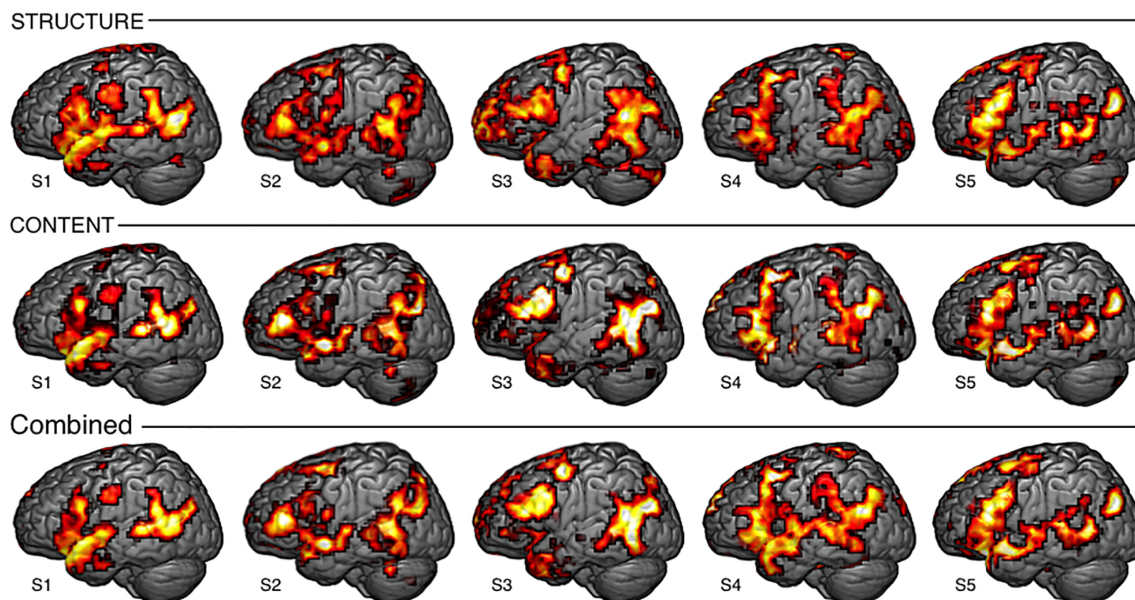 STRUCTURE
S1 S2 S3 S4 S5
CONTENT
S1 S2 S3 S4 S5
Combined
S1 S2 S3 S4 S5